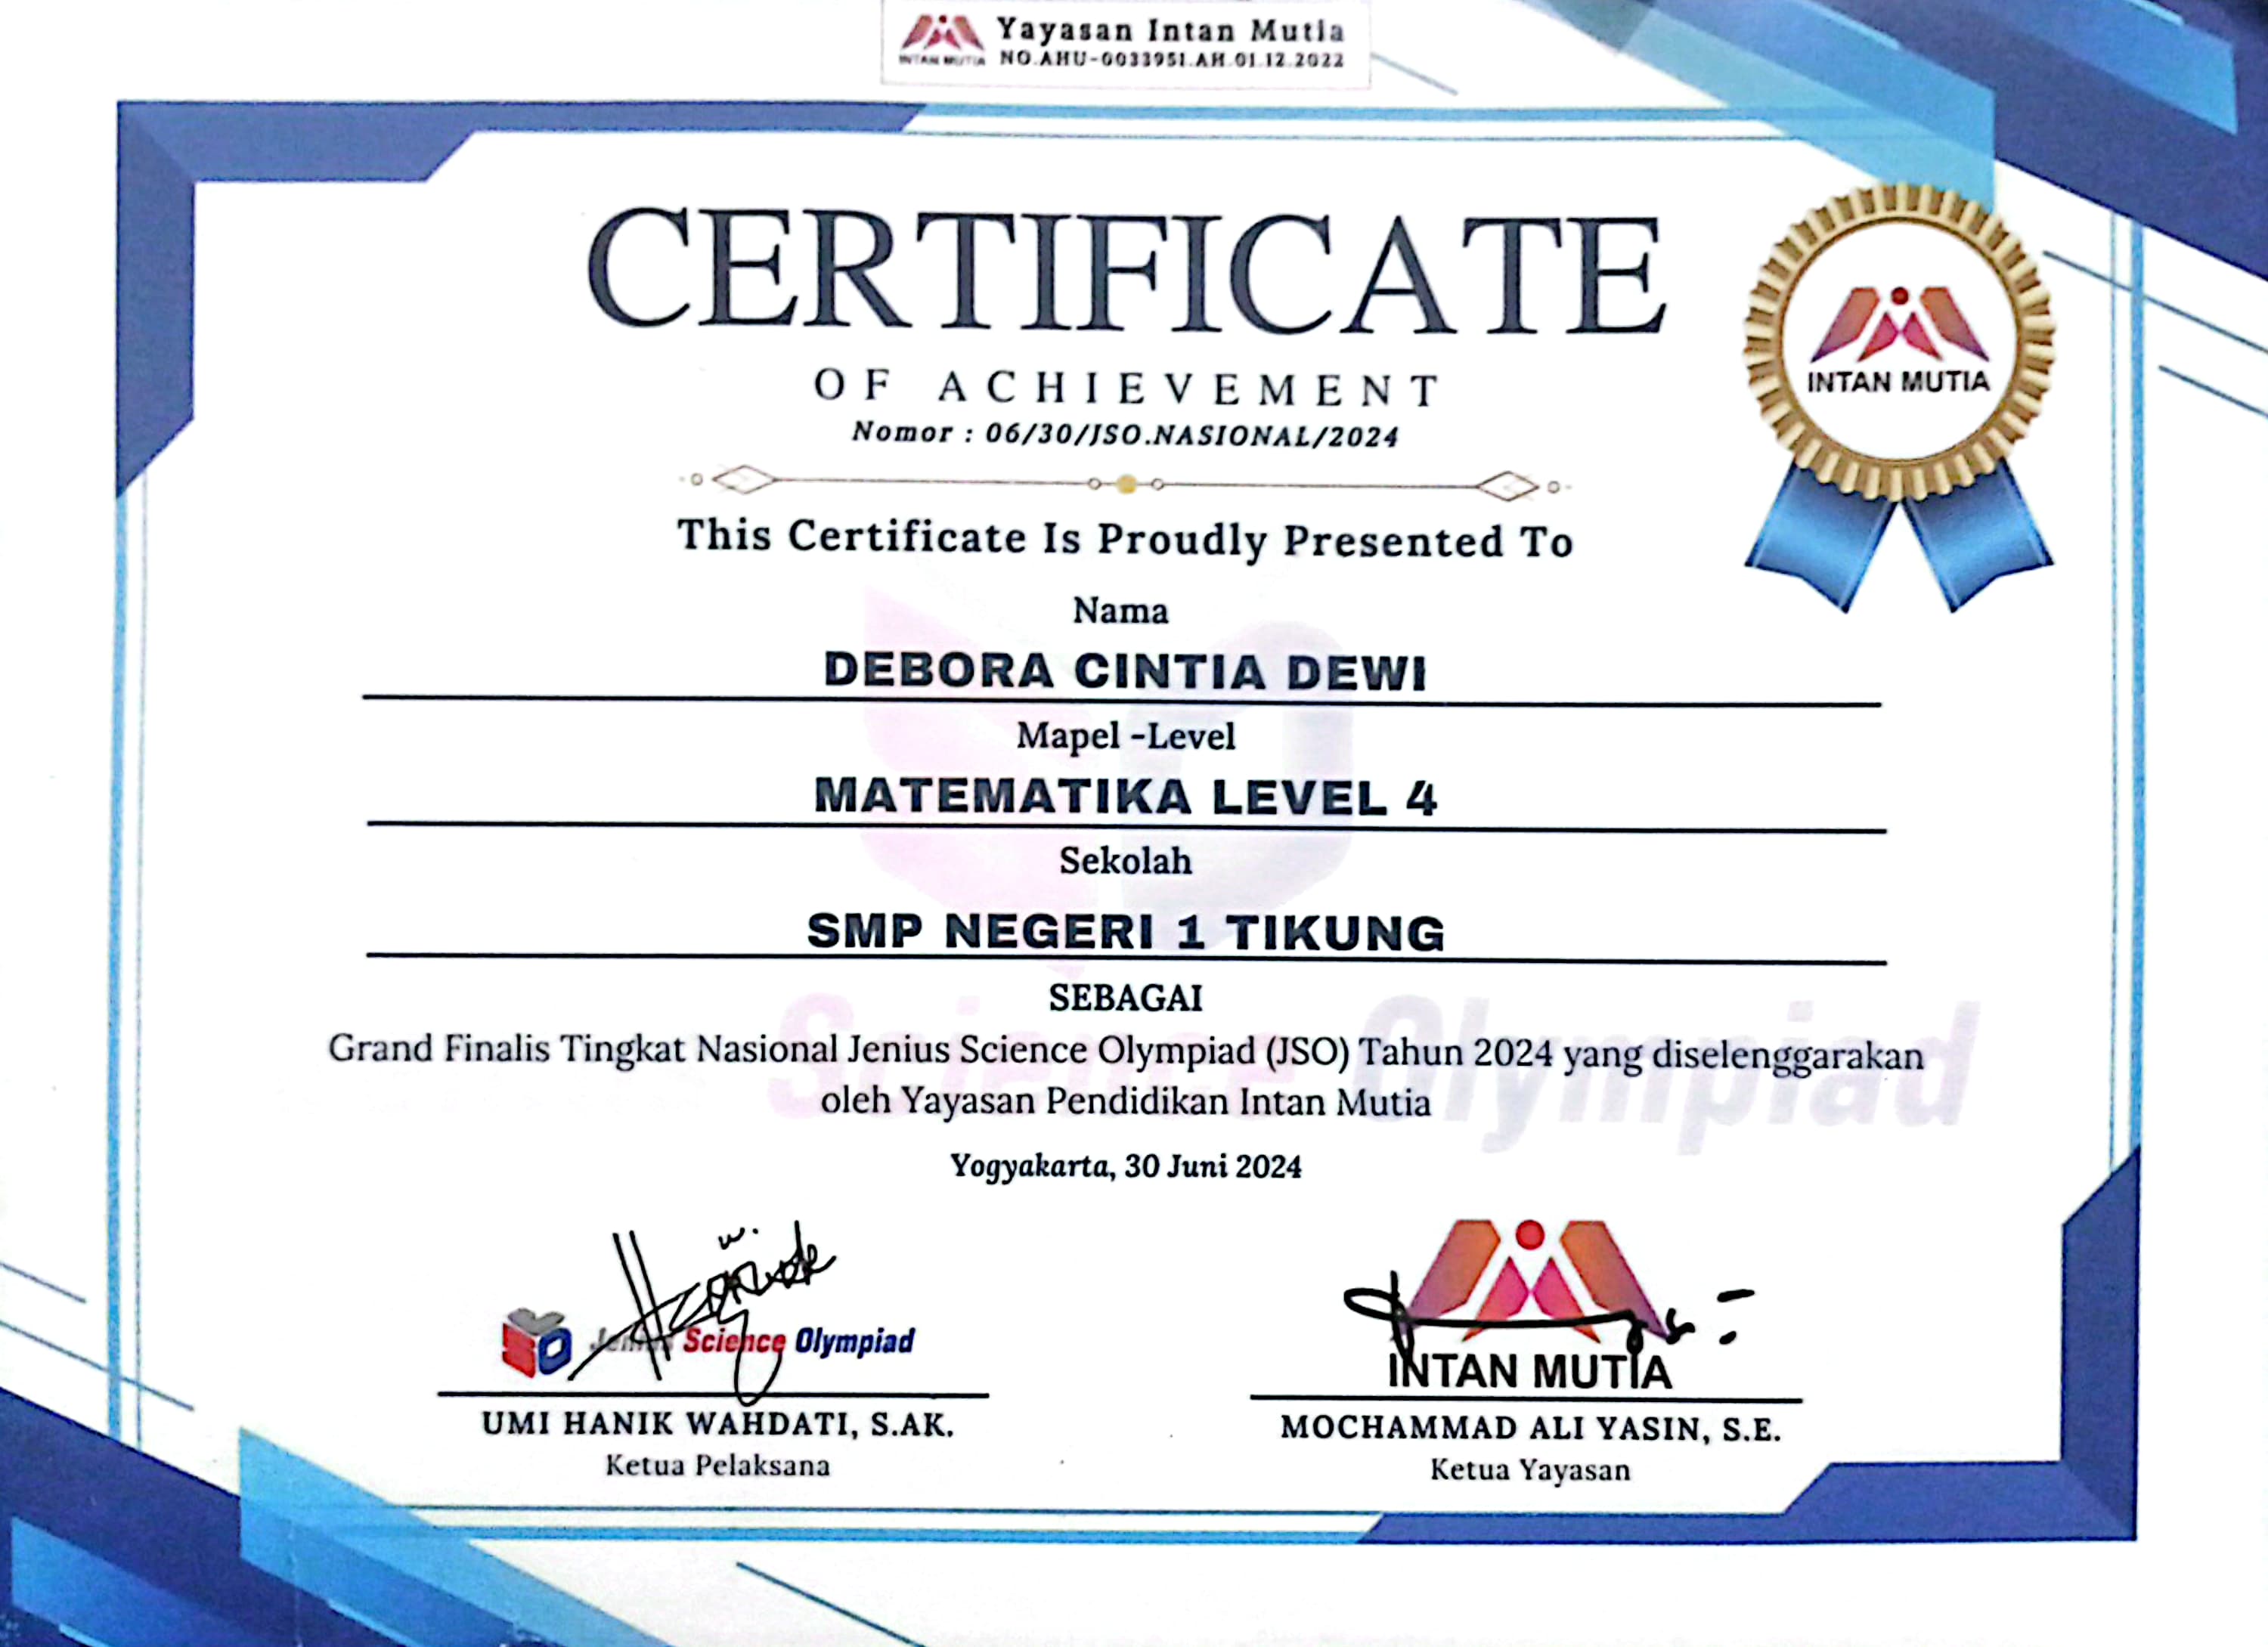 Yayasan Intan Mutia
INTAN MUTIA NO.AHU-0033951.AH.01.12.2022
CERTIFICATE
OF ACHIEVEMENT
Nomor : 06/30/JSO.NASIONAL/2024
INTAN MUTIA
This Certificate Is Proudly Presented To
Nama
DEBORA CINTIA DEWI
Mapel -Level
MATEMATIKA LEVEL 4
Sekolah
SMP NEGERI 1 TIKUNG
SEBAGAI
Grand Finalis Tingkat Nasional Jenius Science Olympiad (JSO) Tahun 2024 yang diselenggarakan
oleh Yayasan Pendidikan Intan Mutia
Science Olympiad
Yogyakarta, 30 Juni 2024
Jenius Science Olympiad
INTAN MUTIA
UMI HANIK WAHDATI, S.AK.
Ketua Pelaksana
MOCHAMMAD ALI YASIN, S.E.
Ketua Yayasan